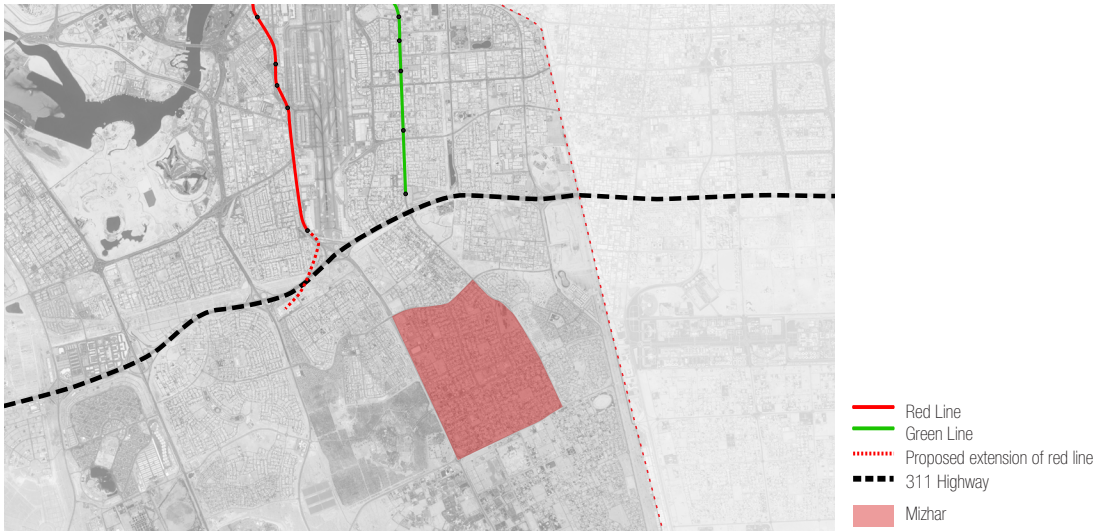 Red Line
Green Line
Proposed extension of red line
311 Highway
Mizhar